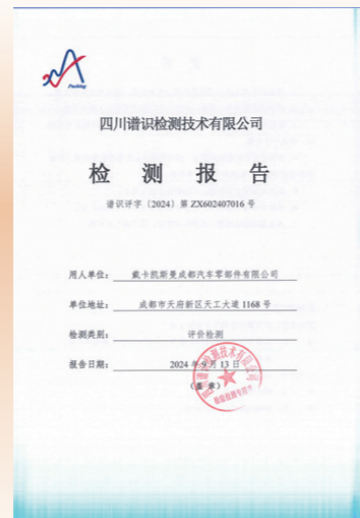 Pushing
四川谱识检测技术有限公司
检 测 报 告
谱识评字〔2024〕第 ZX602407016 号
用人单位： 戴卡凯斯曼成都汽车零部件有限公司
单位地址： 成都市天府新区天工大道 1168 号
检测类别： 评价检测
报告日期： 2024 年 9 月 13 日
（盖 章）